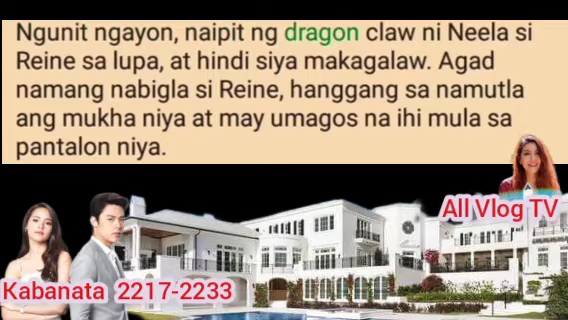 Ngunit ngayon, naipit ng dragon claw ni Neela si
Reine sa lupa, at hindi siya makagalaw. Agad
namang nabigla si Reine, hanggang sa namutla
ang mukha niya at may umagos na ihi mula sa
pantalon niya.
All Vlog TV
Kabanata 2217-2233